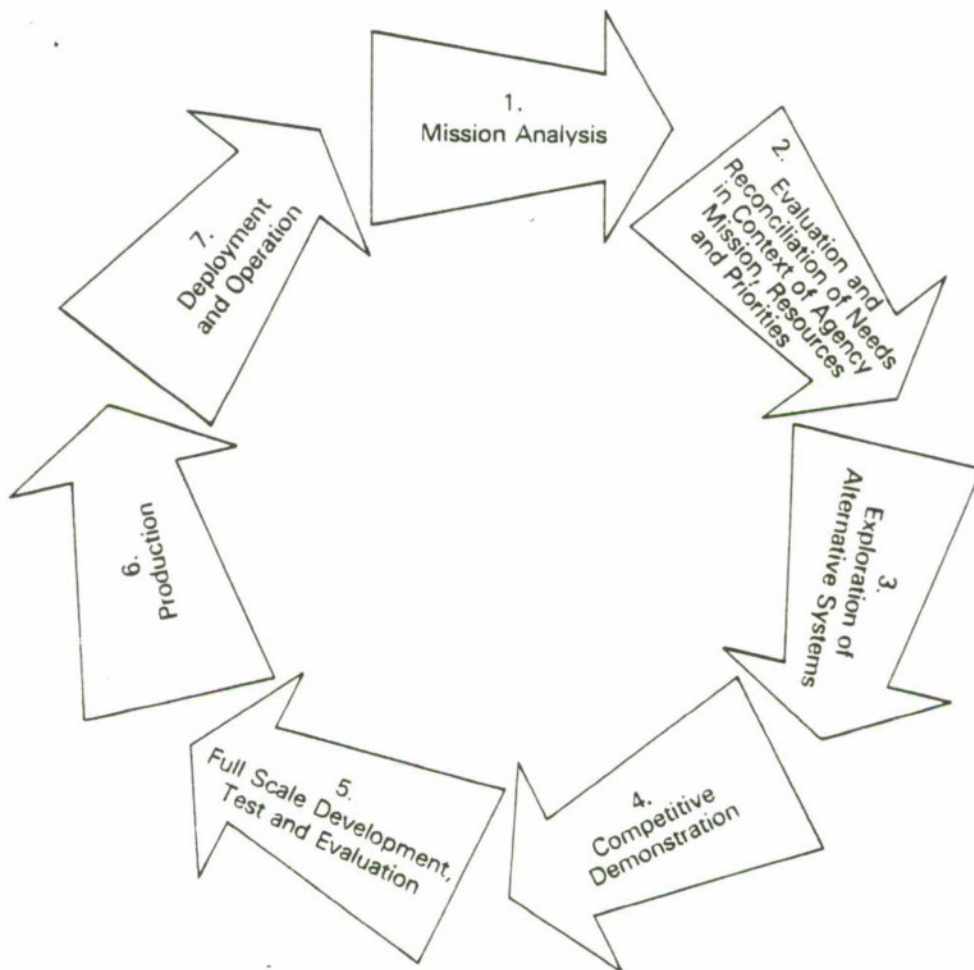 1.
Mission Analysis
2. Evaluation and
Reconciliation of Needs
in Context of Agency
Mission, Resources
and Priorities
3.
Exploration of
Alternative Systems
4.
Competitive
Demonstration
5.
Full Scale Development,
Test and Evaluation
6.
Production
7.
Deployment
and Operation